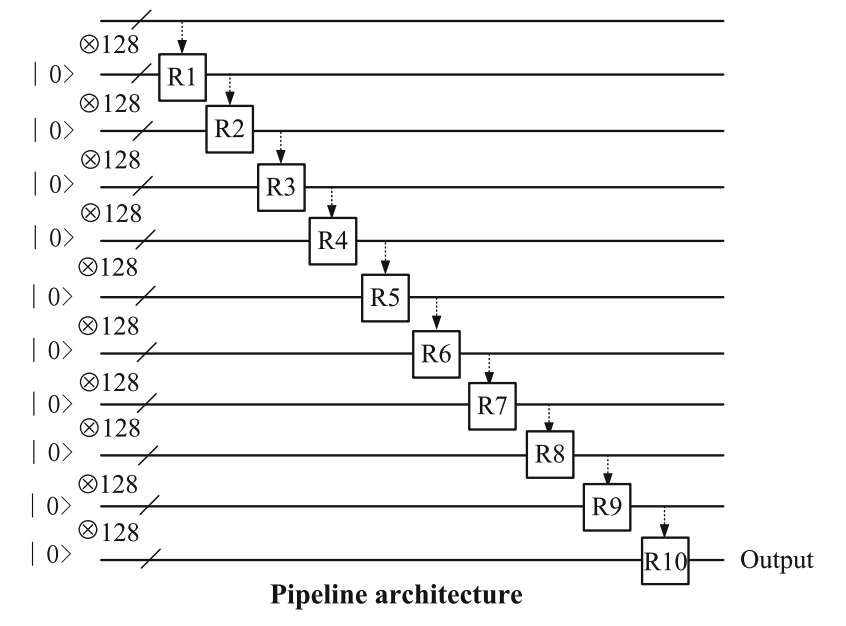 ⊗128
| 0⟩ R1
⊗128
| 0⟩ R2
⊗128
| 0⟩ R3
⊗128
| 0⟩ R4
⊗128
| 0⟩ R5
⊗128
| 0⟩ R6
⊗128
| 0⟩ R7
⊗128
| 0⟩ R8
⊗128
| 0⟩ R9
⊗128
| 0⟩ R10 Output
Pipeline architecture